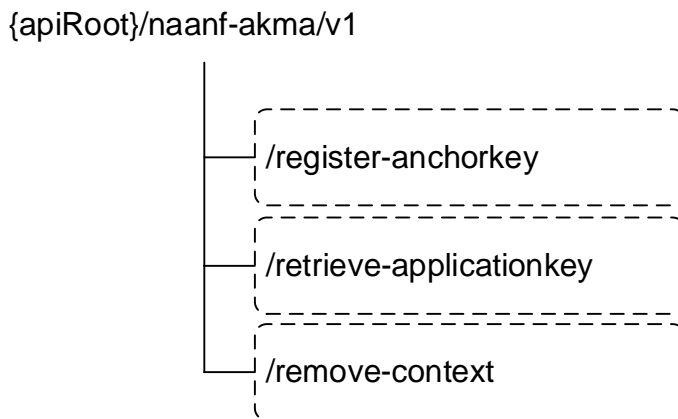 {apiRoot}/naanf-akma/v1
/register-anchorkey
/retrieve-applicationkey
/remove-context